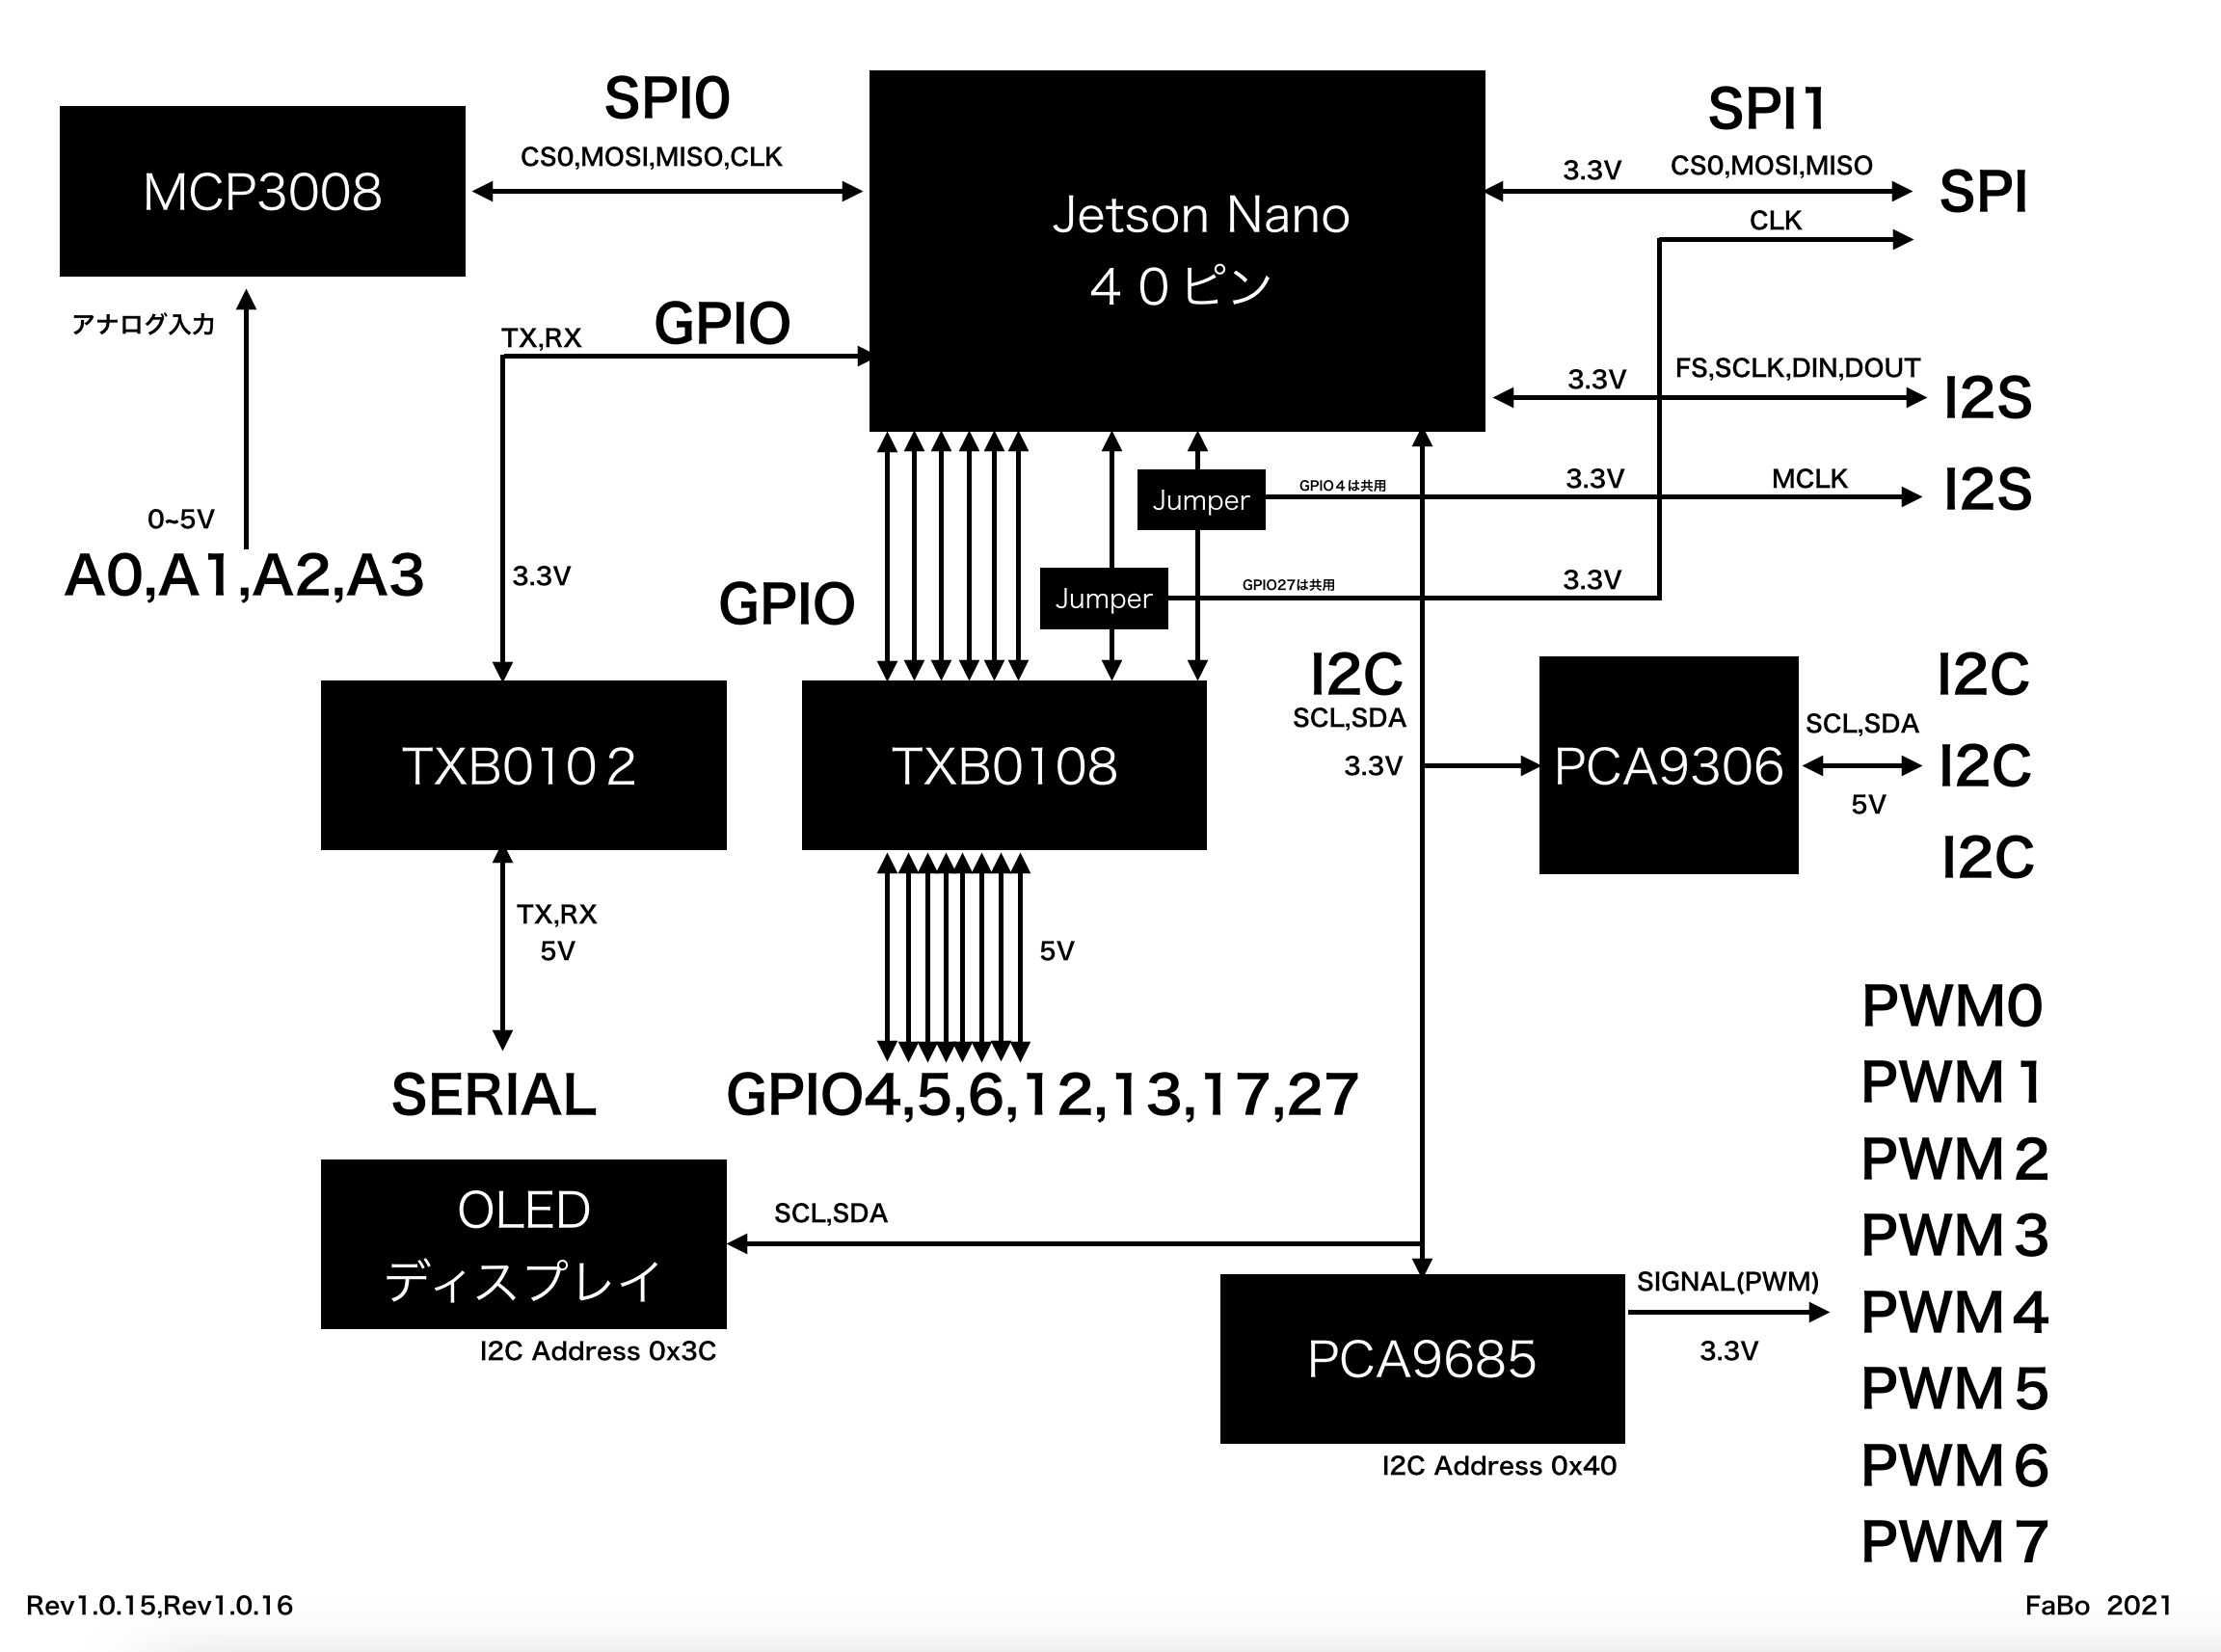 SPI0
CS0,MOSI,MISO,CLK
MCP3008
Jetson Nano
４０ピン
SPI1
CS0,MOSI,MISO
3.3V
SPI
CLK
アナログ入力
0~5V
A0,A1,A2,A3
TX,RX
GPIO
3.3V
FS,SCLK,DIN,DOUT
3.3V
I2S
Jumper
GPIO４は共用
3.3V
MCLK
I2S
Jumper
GPIO27は共用
3.3V
GPIO
TXB010２
TXB0108
I2C
SCL,SDA
3.3V
PCA9306
SCL,SDA
5V
I2C
I2C
I2C
TX,RX
5V
SERIAL
5V
GPIO4,5,6,12,13,17,27
OLED
ディスプレイ
I2C Address 0x3C
SCL,SDA
PCA9685
I2C Address 0x40
SIGNAL(PWM)
3.3V
PWM0
PWM１
PWM２
PWM３
PWM４
PWM５
PWM６
PWM７
Rev1.0.15,Rev1.0.16
FaBo 2021